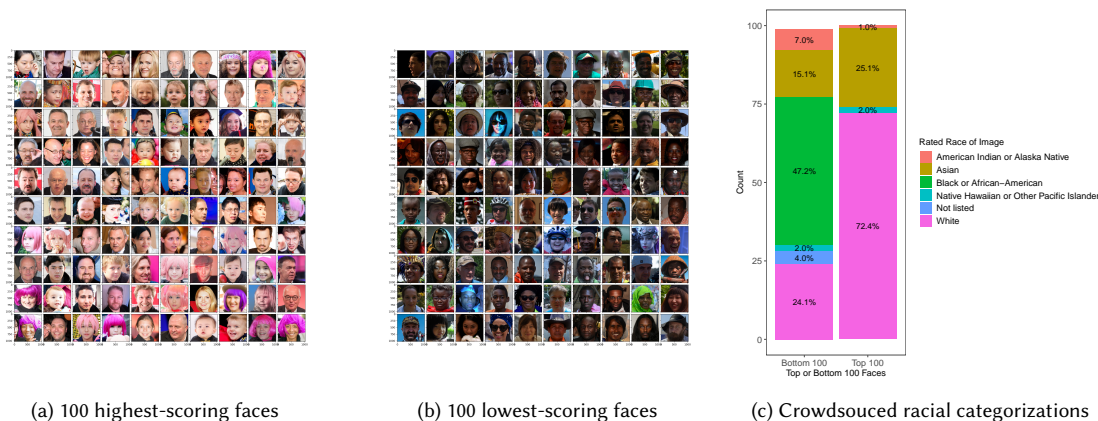 100
1.0%
7.0%
15.1%
25.1%
75
2.0%
47.2%
50
Count
72.4%
25
2.0%
4.0%
24.1%
0
Bottom 100
Top 100
Top or Bottom 100 Faces
Rated Race of Image
American Indian or Alaska Native
Asian
Black or African−American
Native Hawaiian or Other Pacific Islander
Not listed
White
(a) 100 highest-scoring faces
(b) 100 lowest-scoring faces
(c) Crowdsouced racial categorizations